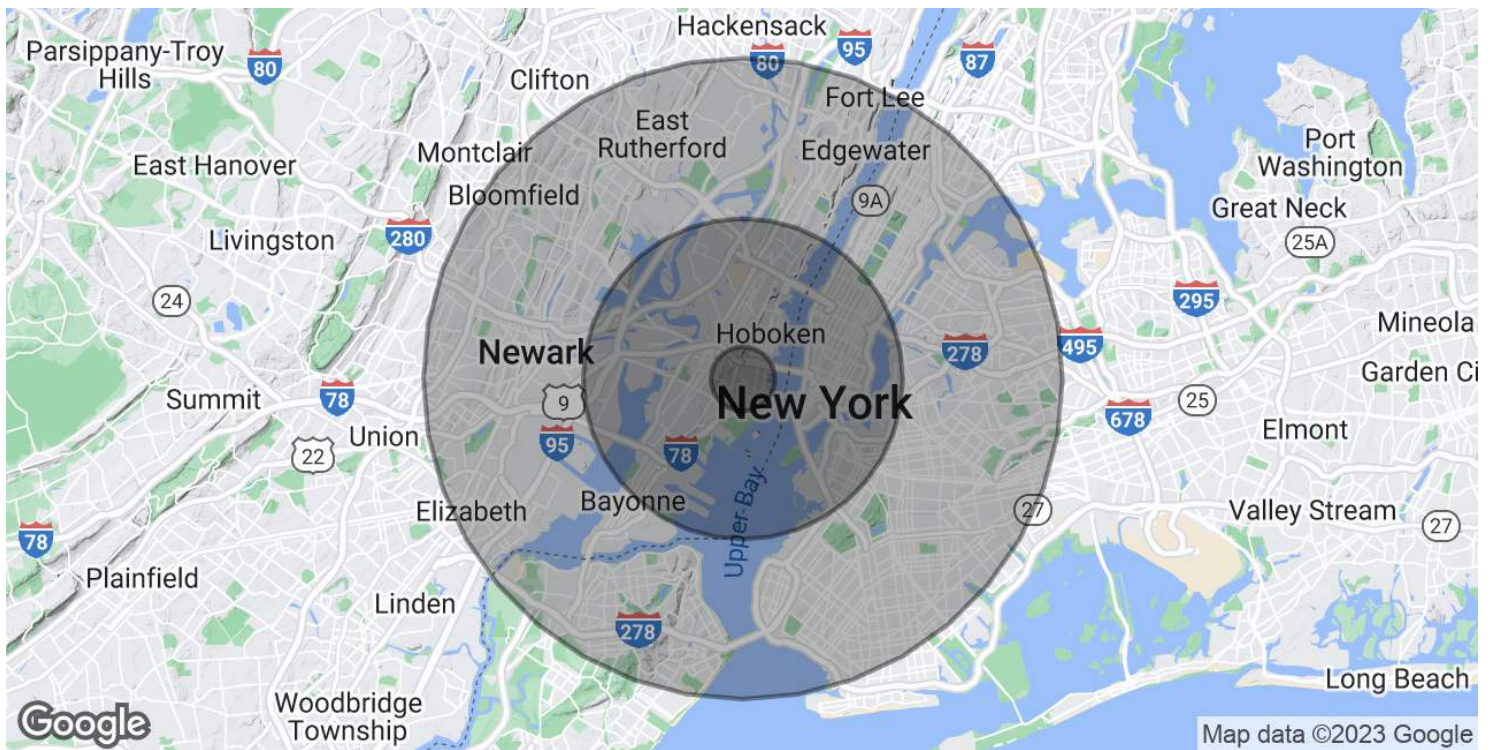 Hackensack
Parsippany-Troy
Hills
80
80
95
87
Clifton
Fort Lee
East
Rutherford
Port
Washington
Montclair
Edgewater
East Hanover
Bloomfield
9A
Great Neck
Livingston
280
25A
24
295
Hoboken
Mineola
Newark
278
495
Garden Ci
Summit
78
9
New York
25
678
Union
Elmont
22
95
78
Elizabeth
Bayonne
Upper Bay
27
Valley Stream
27
78
Plainfield
Linden
278
Long Beach
Woodbridge
Township
Google
Map data ©2023 Google